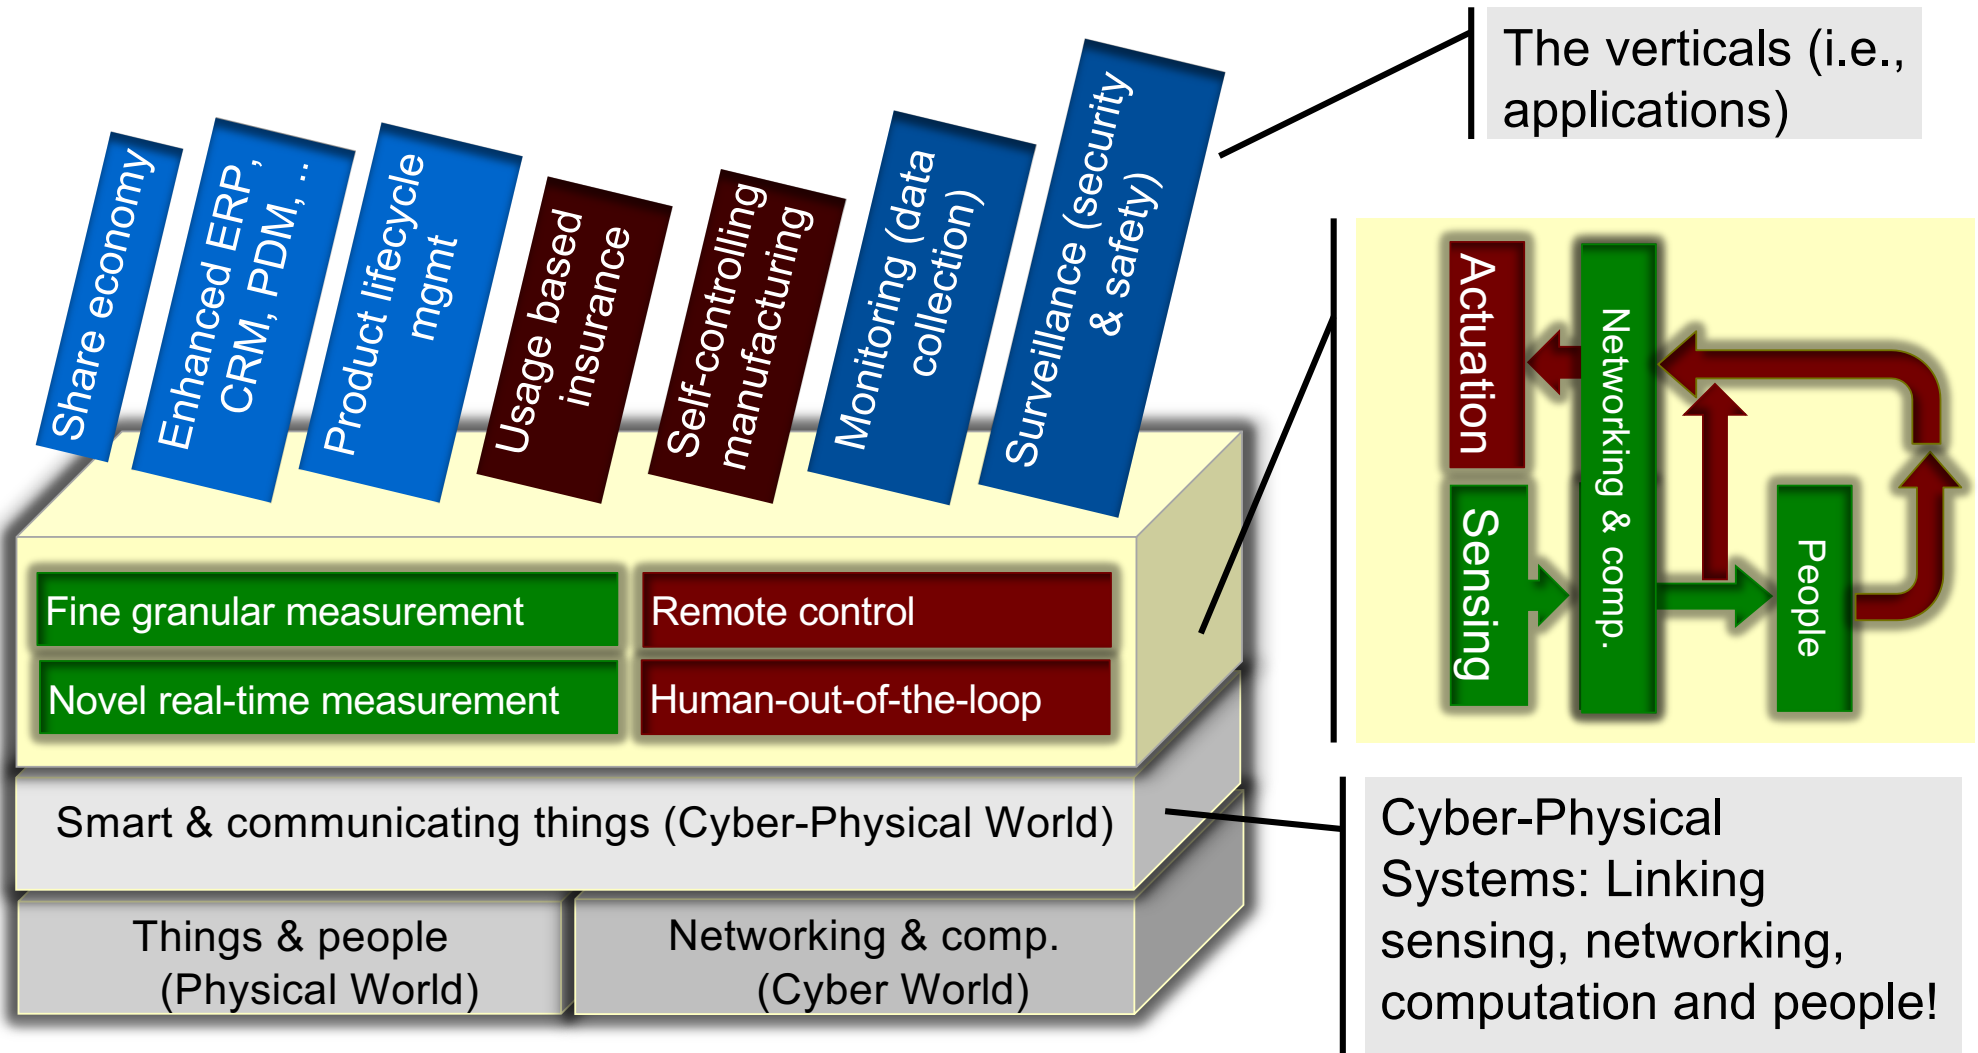 The verticals (i.e.,
applications)
Share economy
Enhanced ERP,
CRM, PDM, ..
Product lifecycle
mgmt
Usage based
insurance
Self-controlling
manufacturing
Monitoring (data
collection)
Surveillance (security
& safety)
Fine granular measurement
Remote control
Novel real-time measurement
Human-out-of-the-loop
Smart & communicating things (Cyber-Physical World)
Things & people
(Physical World)
Networking & comp.
(Cyber World)
Actuation
Sensing
Networking & comp.
People
Cyber-Physical
Systems: Linking
sensing, networking,
computation and people!